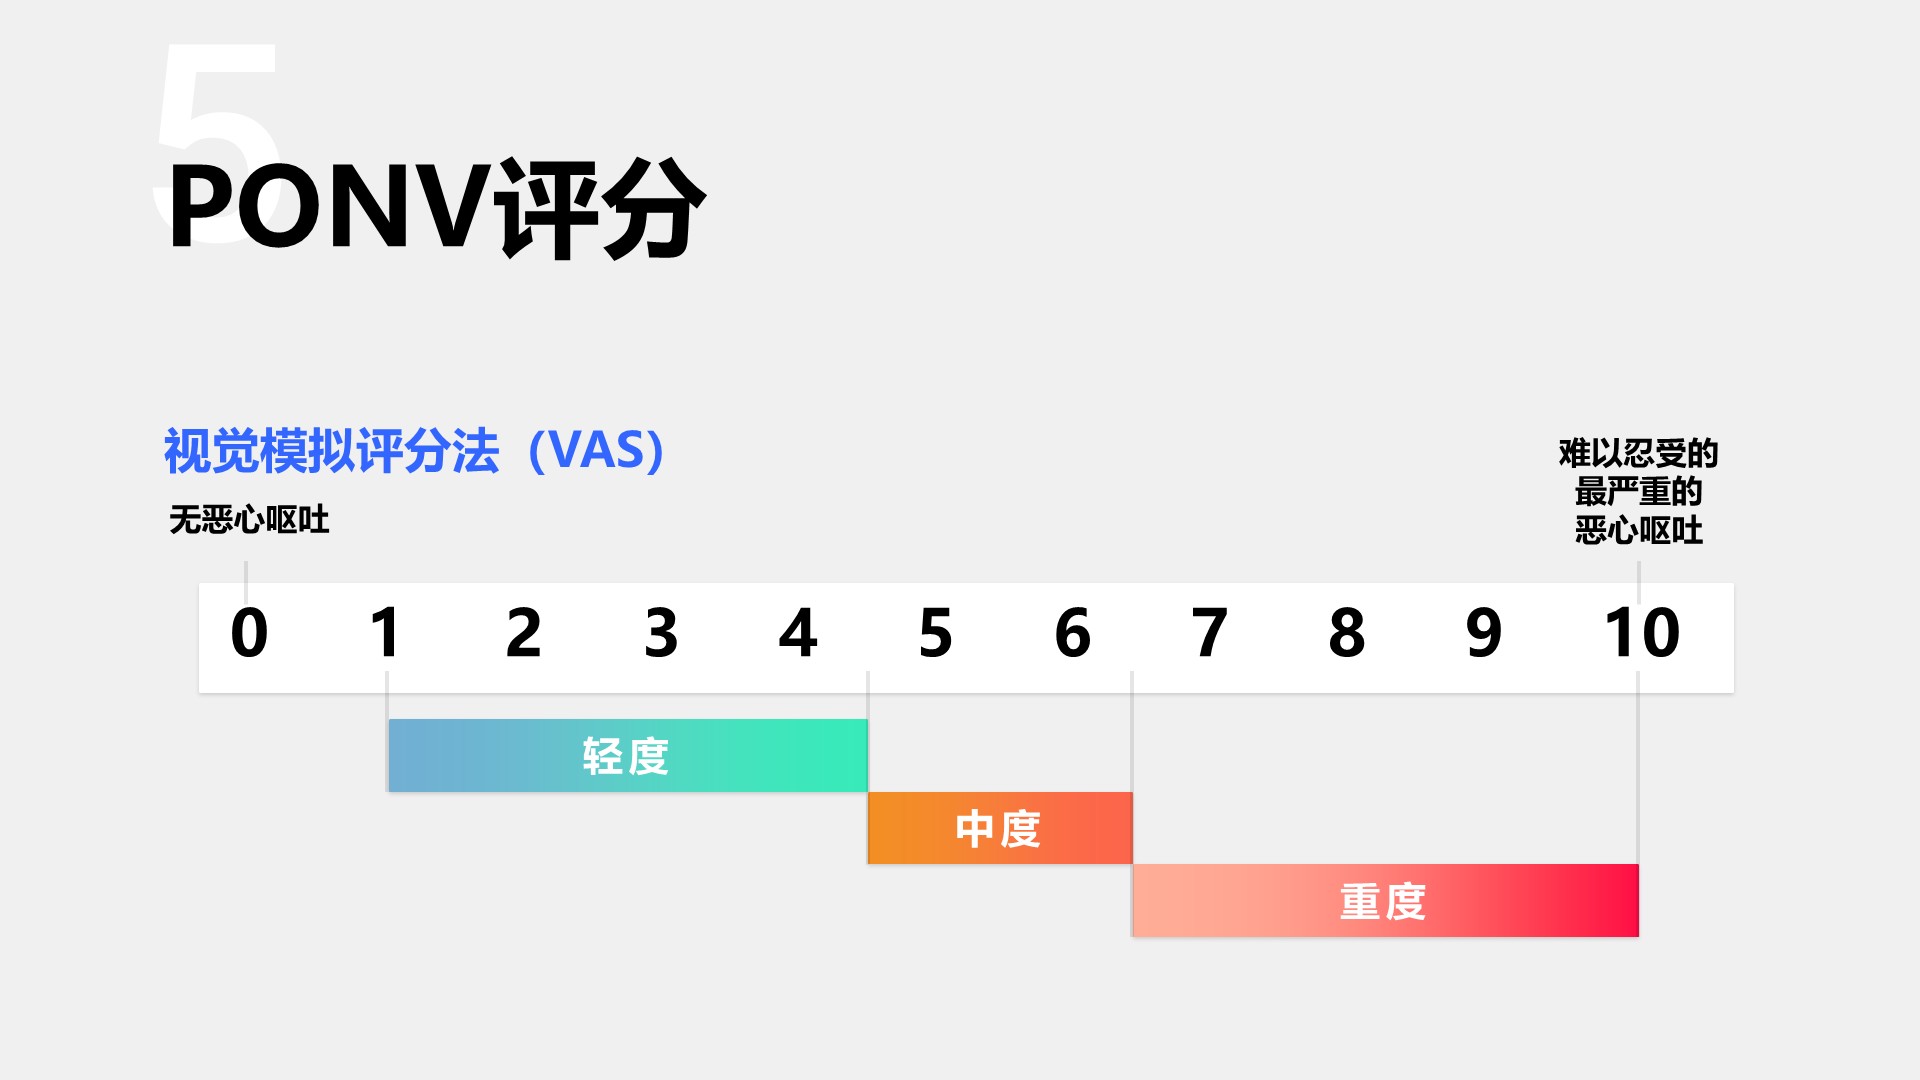 5
PONV评分
视觉模拟评分法（VAS）
无恶心呕吐
难以忍受的
最严重的
恶心呕吐
0 1 2 3 4 5 6 7 8 9 10
轻度
中度
重度